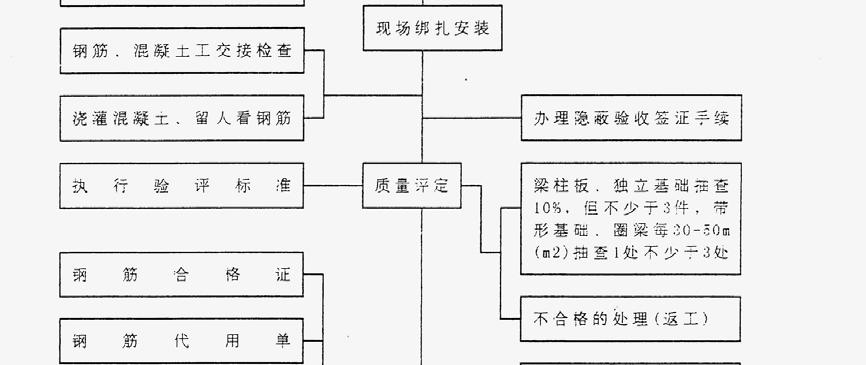 现场绑扎安装
钢筋、混凝土工交接检查
浇灌混凝土、留人看钢筋
办理隐蔽验收签证手续
执行验评标准
质量评定
梁柱板、独立基础抽查
10%，但不少于3件，带
形基础、圈梁每30-50m
(m2)抽查1处不少于3处
钢筋合格证
不合格的处理(返工)
钢筋代用单